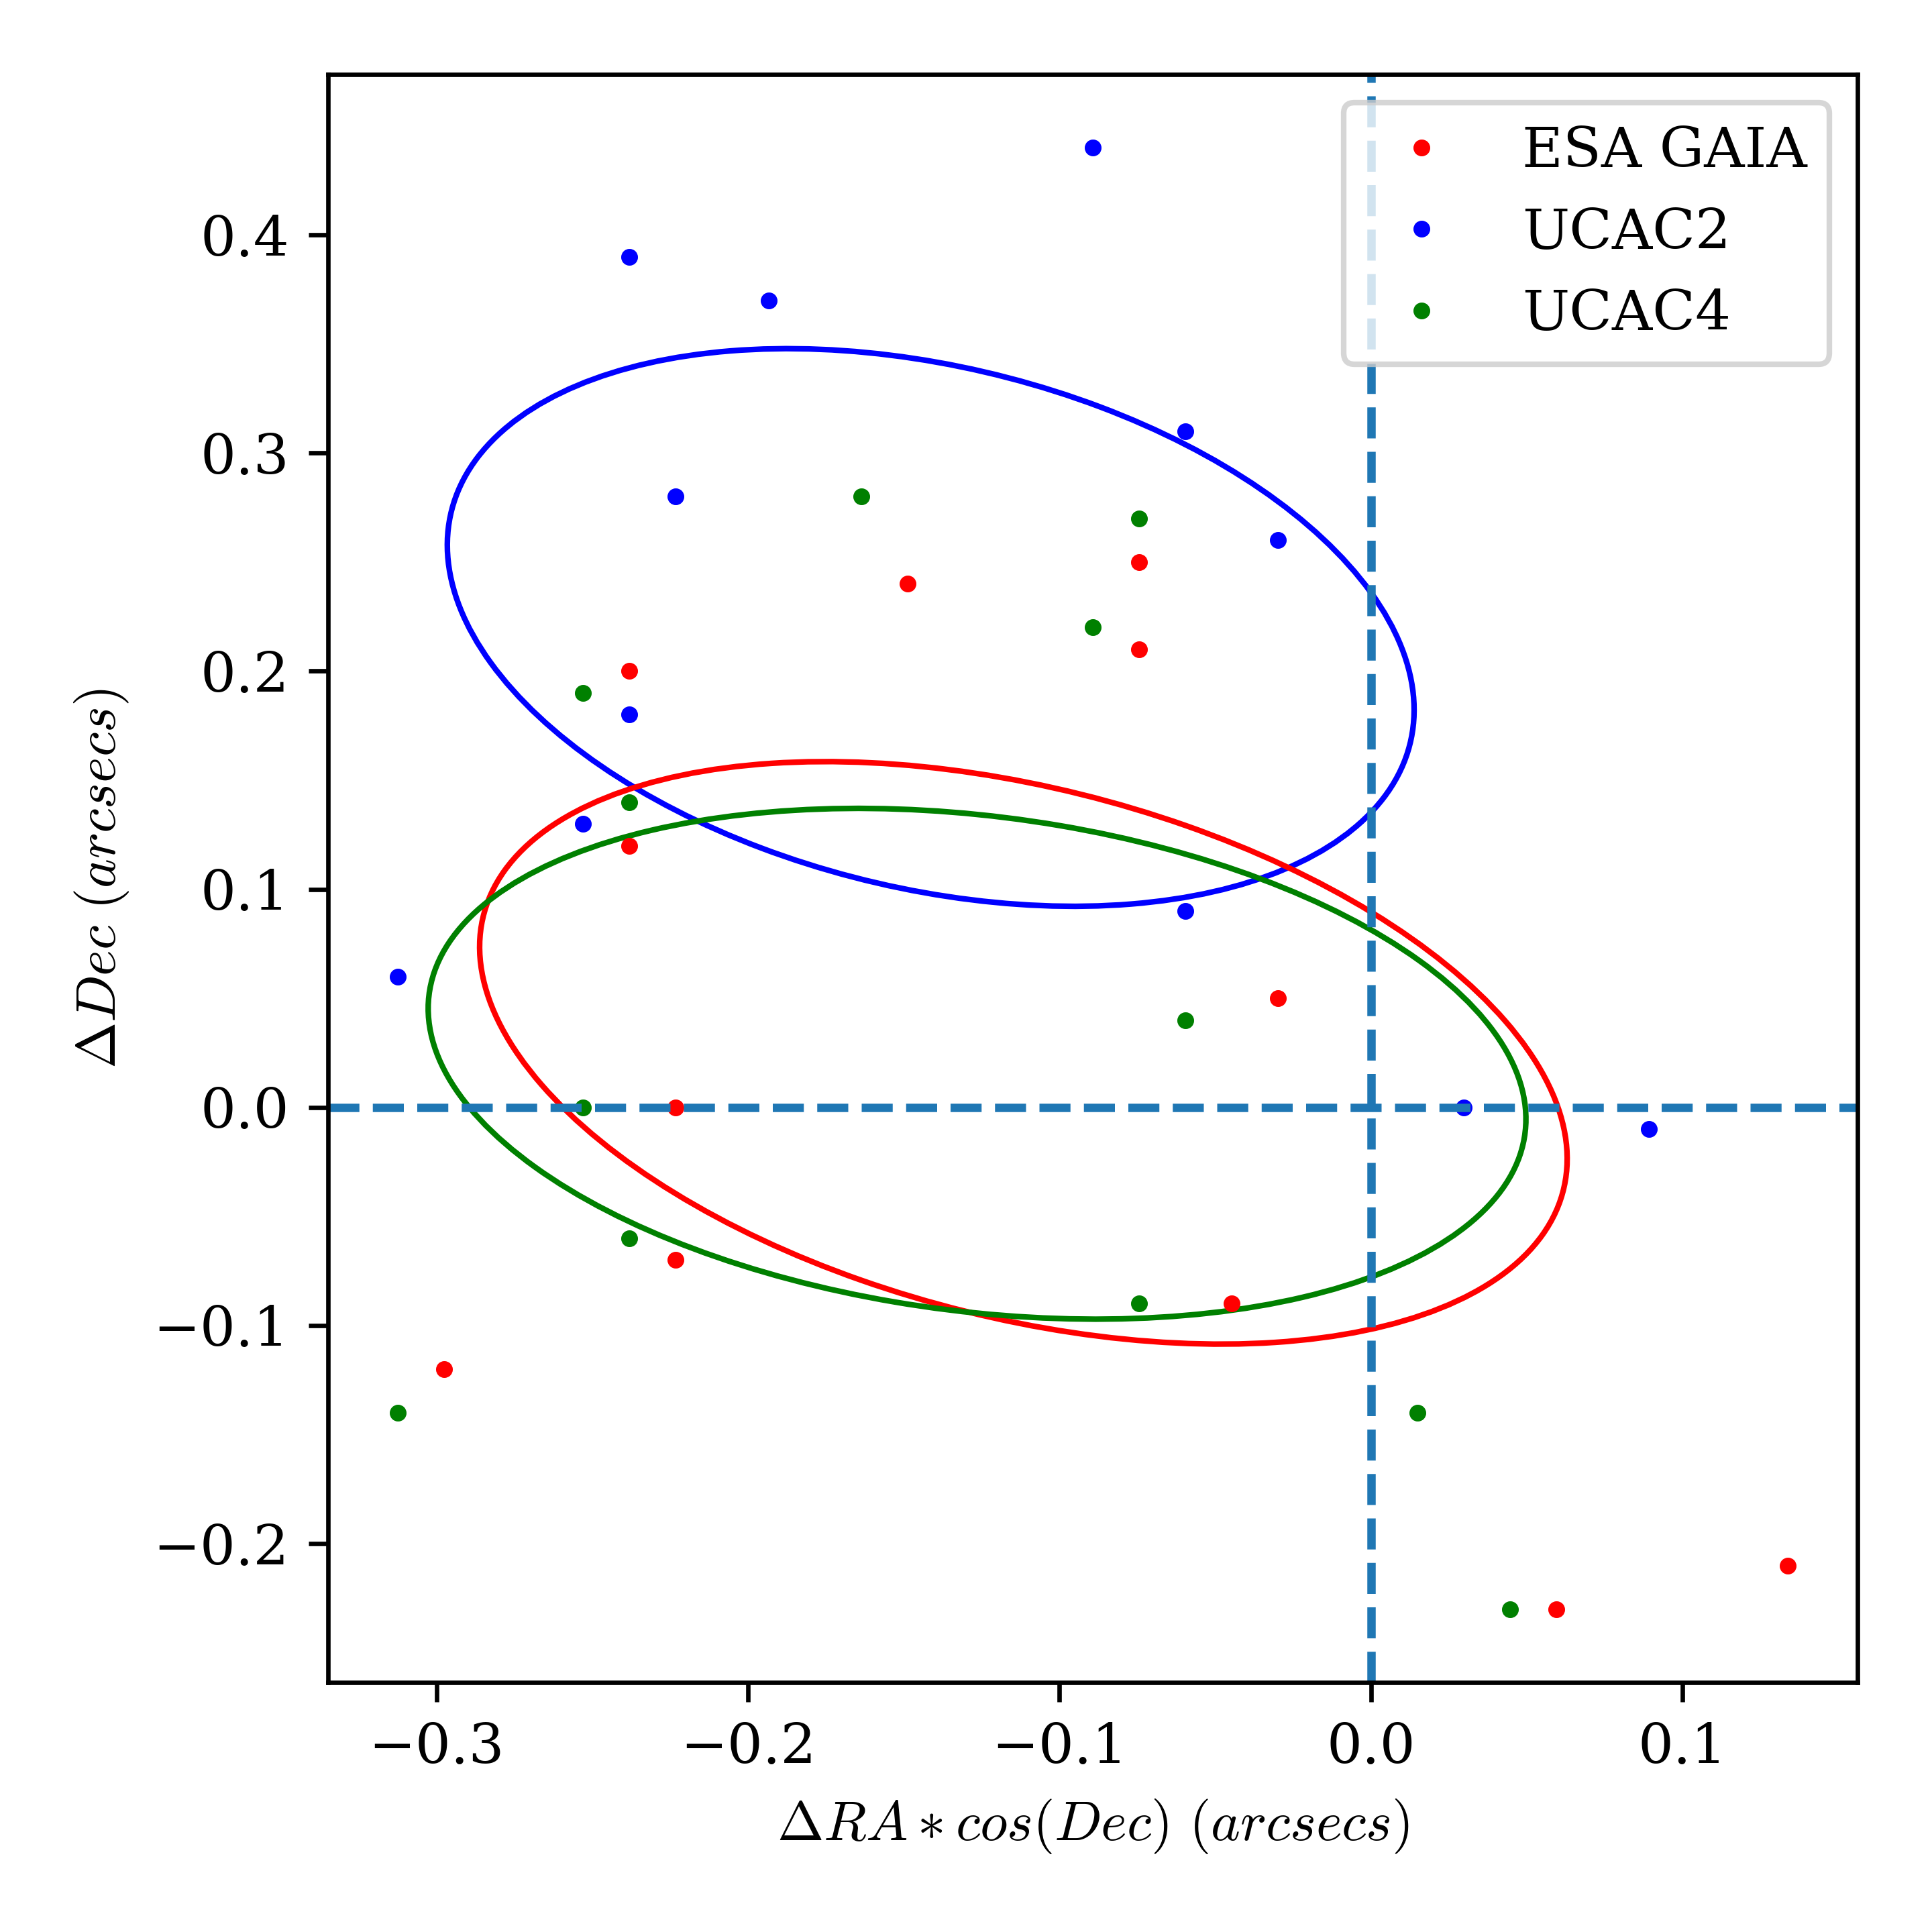 ESA GAIA
UCAC2
UCAC4
0.4
0.3
0.2
0.1
0.0
−0.1
−0.2
ΔDec (arcsecs)
−0.3 −0.2 −0.1 0.0 0.1
ΔRA ∗ cos(Dec) (arcsecs)